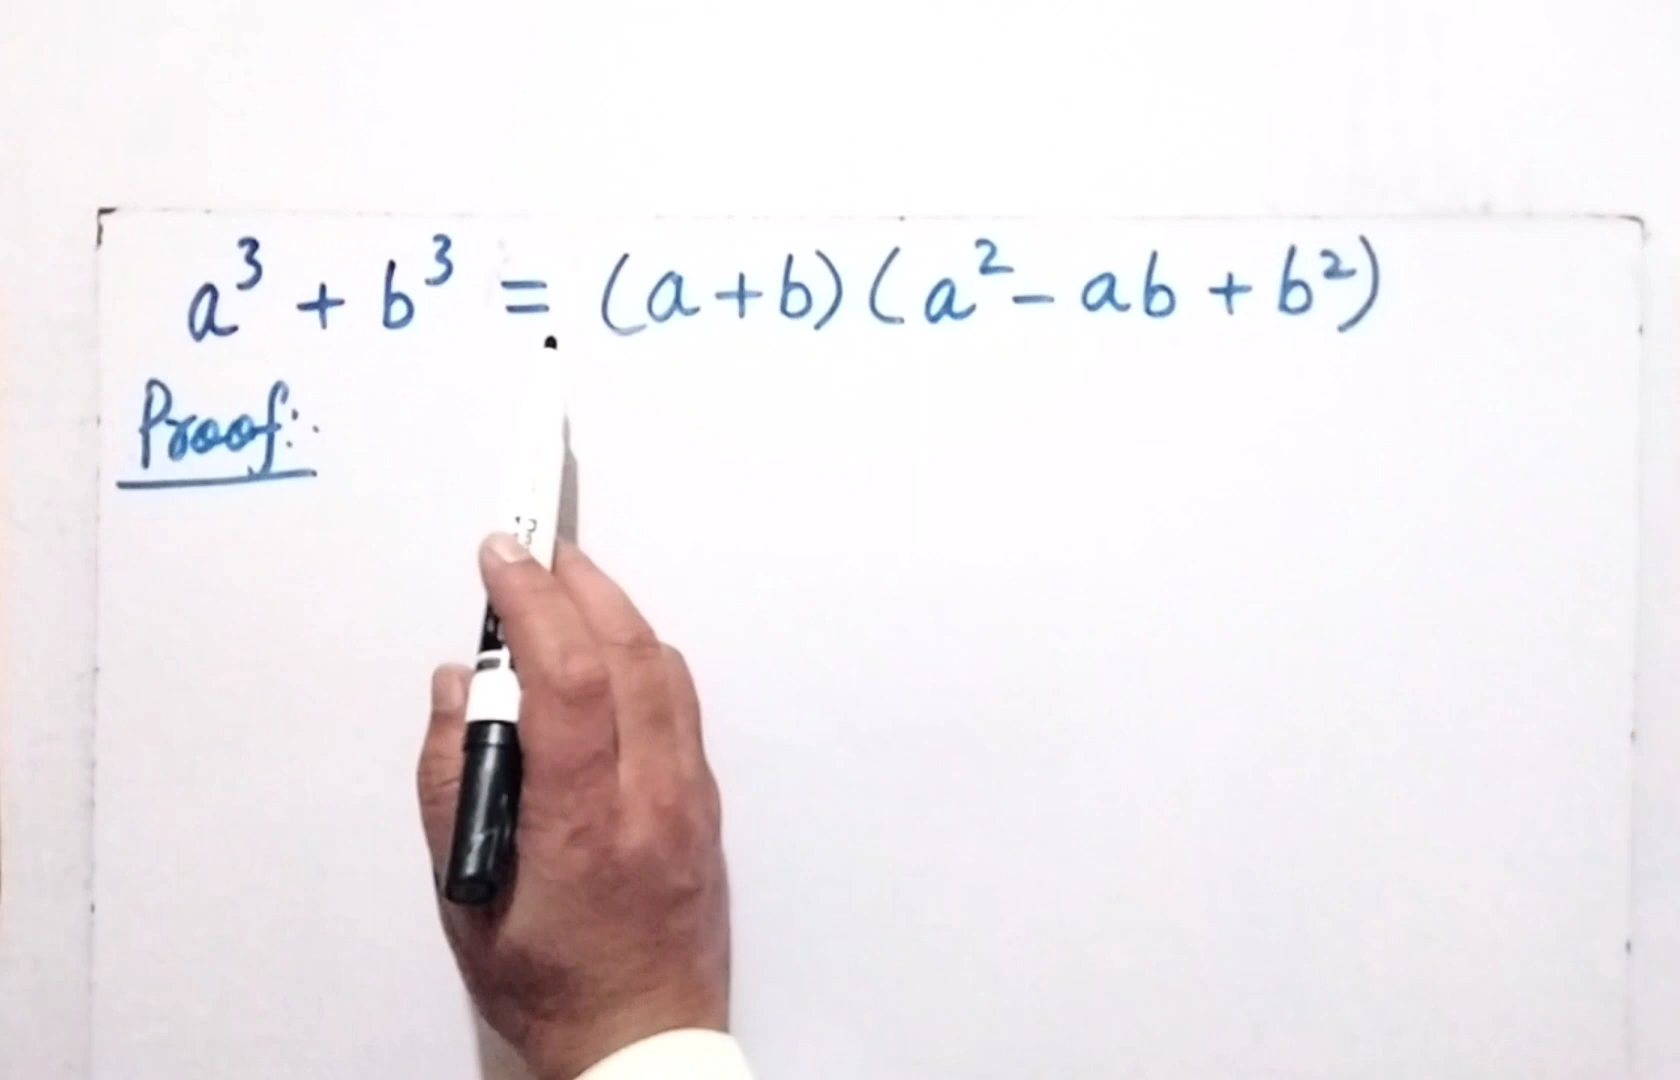 a³ + b³ = (a+b)(a² - ab + b²)
Proof:.